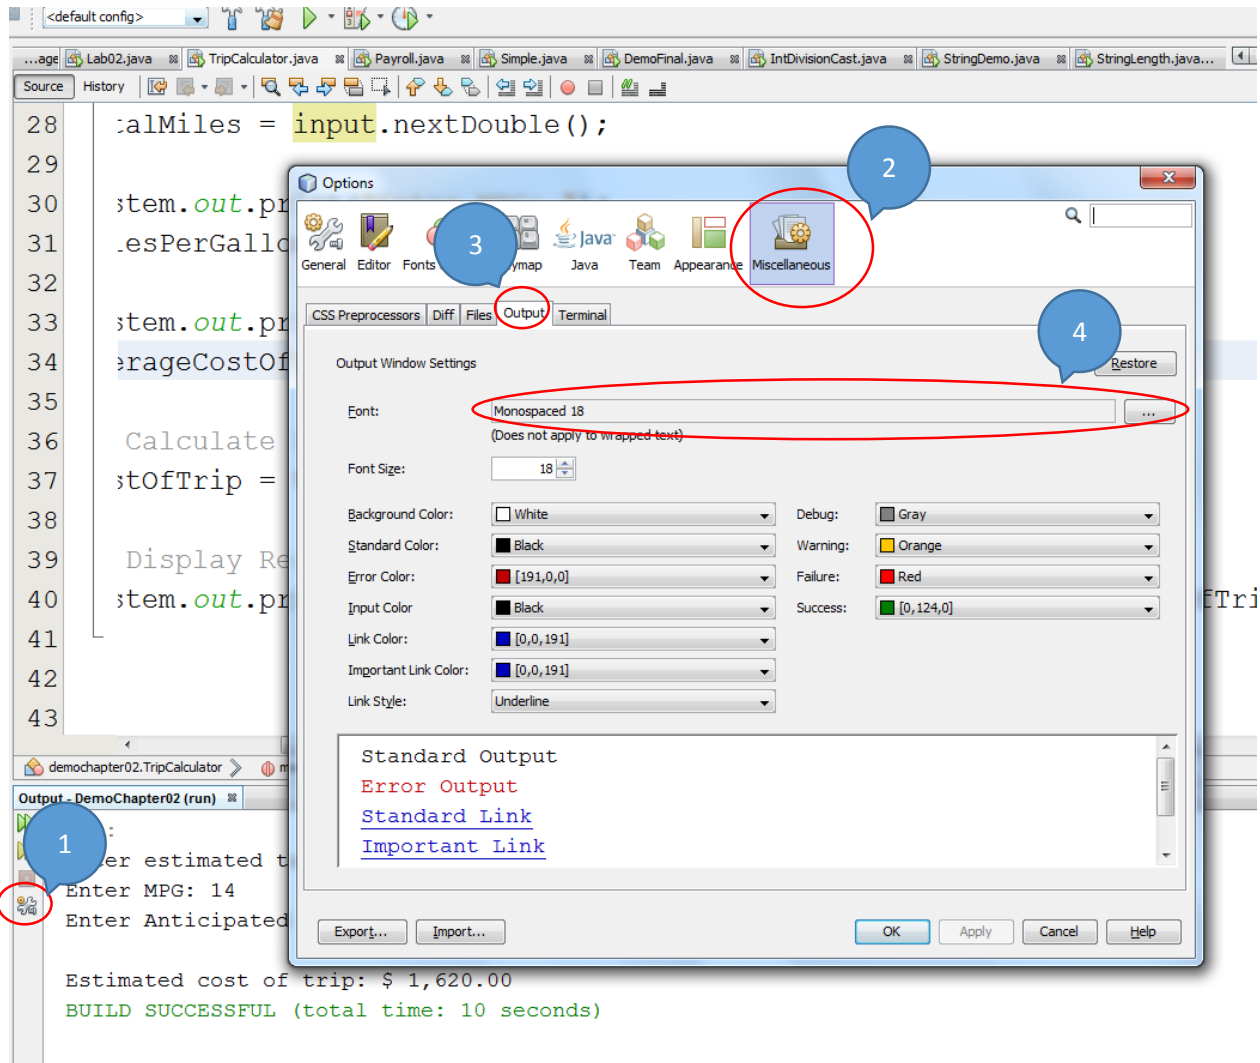 <default config>
...age Lab02.java TripCalculator.java Payroll.java Simple.java DemoFinal.java IntDivisionCast.java StringDemo.java StringLength.java...
Source History
28 :alMiles = input.nextDouble();
29
30 stem.out.pr
31 lesPerGallo
32
33 stem.out.pr
34 erageCostOf
35
36 Calculate
37 stOfTrip =
38
39 Display Re
40 stem.out.pr fTri
41
42
43
Options
2
General Editor Fonts ymap Java Team Appearance Miscellaneous
3
CSS Preprocessors Diff Files Output Terminal
4
Output Window Settings Restore
Font: Monospaced 18 ...
(Does not apply to wrapped text)
Font Size: 18
Background Color: White Debug: Gray
Standard Color: Black Warning: Orange
Error Color: [191,0,0] Failure: Red
Input Color Black Success: [0,124,0]
Link Color: [0,0,191]
Important Link Color: [0,0,191]
Link Style: Underline
Standard Output
Error Output
Standard Link
Important Link
Export... Import... OK Apply Cancel Help
demochapter02.TripCalculator m
Output - DemoChapter02 (run)
1
:
er estimated t
Enter MPG: 14
Enter Anticipated
Estimated cost of trip: $ 1,620.00
BUILD SUCCESSFUL (total time: 10 seconds)